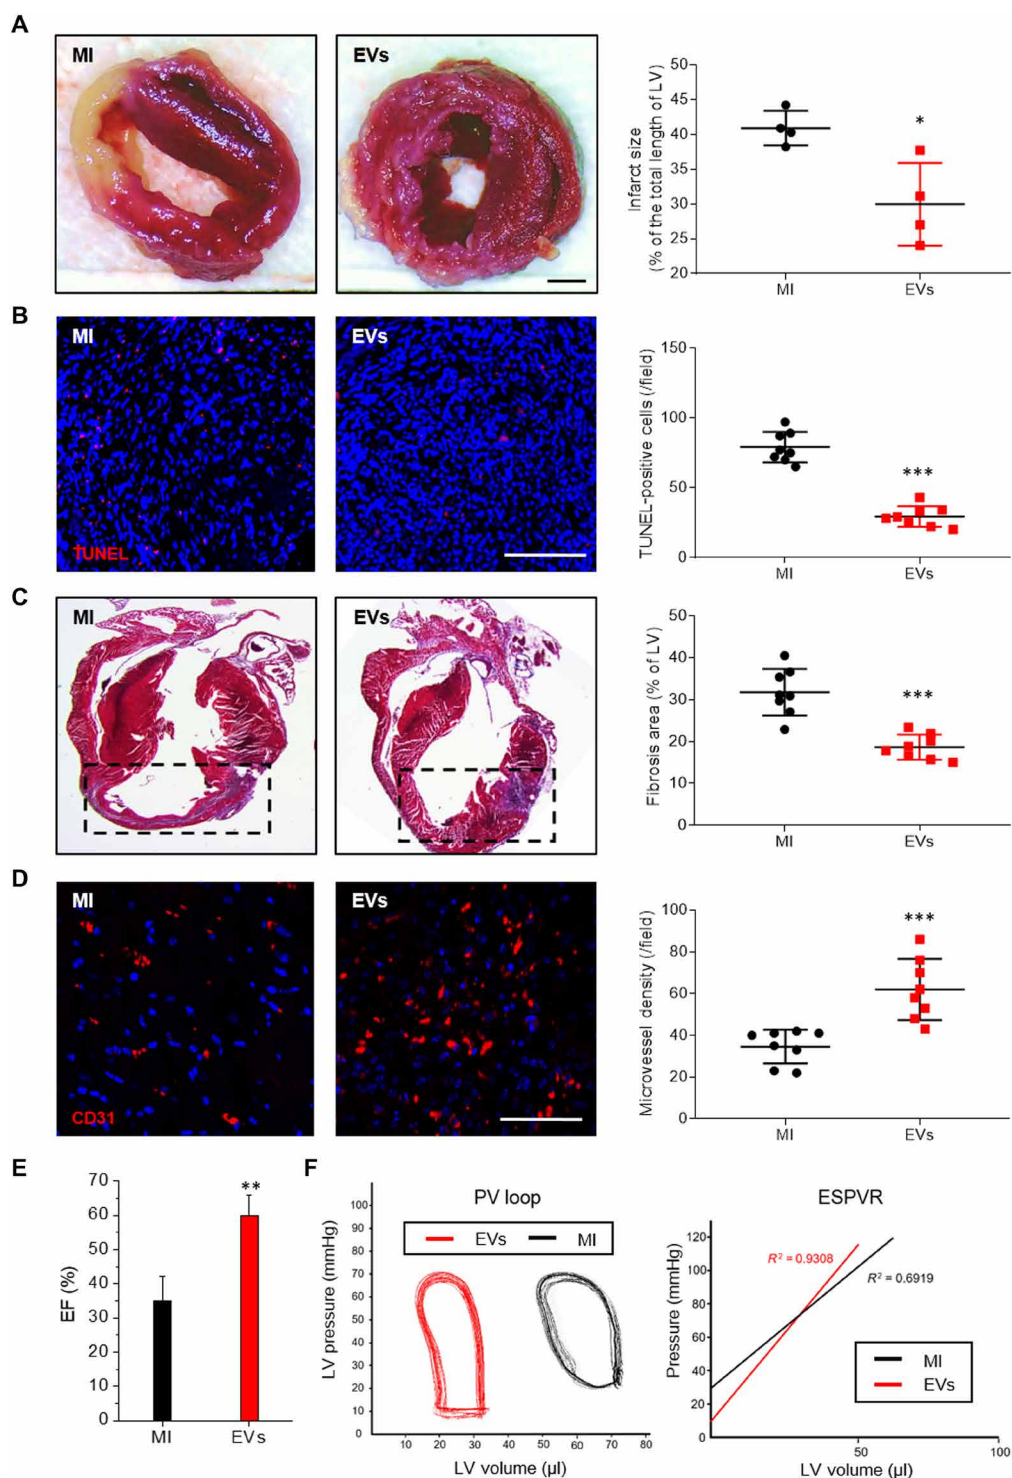 A
MI
EVs
Infarct size
(% of the total length of LV)
50
45
40
35
30
25
20
*
MI
EVs
B
MI
TUNEL
EVs
TUNEL-positive cells (/field)
150
100
50
0
***
MI
EVs
C
MI
EVs
Fibrosis area (% of LV)
50
40
30
20
10
0
***
MI
EVs
D
MI
CD31
EVs
Microvessel density (/field)
100
80
60
40
20
0
***
MI
EVs
E
EF (%)
70
60
50
40
30
20
10
0
**
MI
EVs
F
PV loop
EVs
MI
LV pressure (mmHg)
100
90
80
70
60
50
40
30
20
10
0
10 20 30 40 50 60 70 80
LV volume (µl)
ESPVR
Pressure (mmHg)
120
100
80
60
40
20
0
R² = 0.9308
R² = 0.6919
MI
EVs
50
100
LV volume (µl)